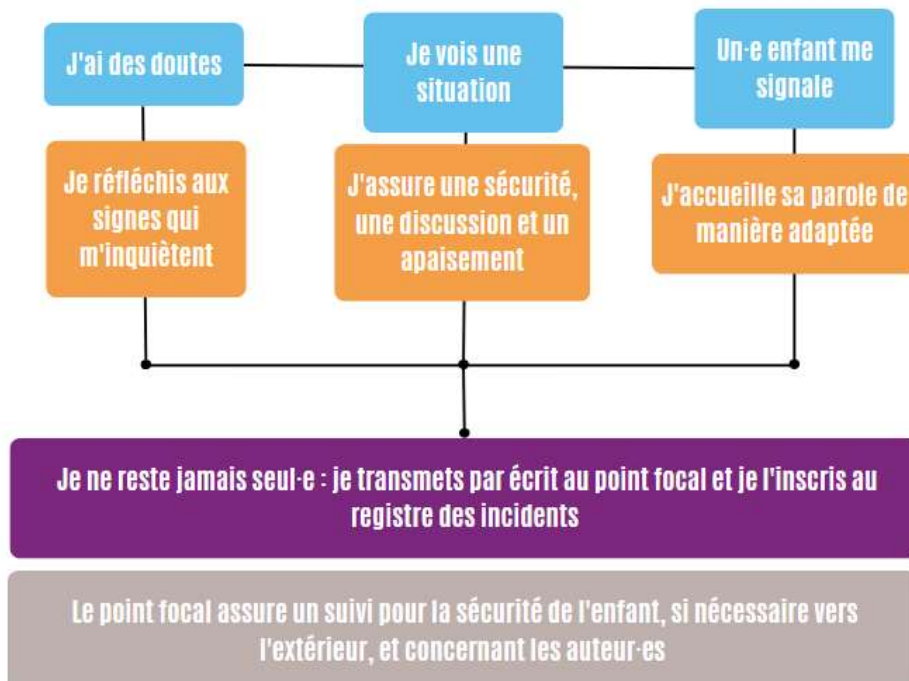 J'ai des doutes
Je vois une
situation
Un·e enfant me
signale
Je réfléchis aux
signes qui
m'inquiètent
J'assure une sécurité,
une discussion et un
apaisement
J'accueille sa parole de
manière adaptée
Je ne reste jamais seul·e : je transmets par écrit au point focal et je l'inscris au
registre des incidents
Le point focal assure un suivi pour la sécurité de l'enfant, si nécessaire vers
l'extérieur, et concernant les auteur·es